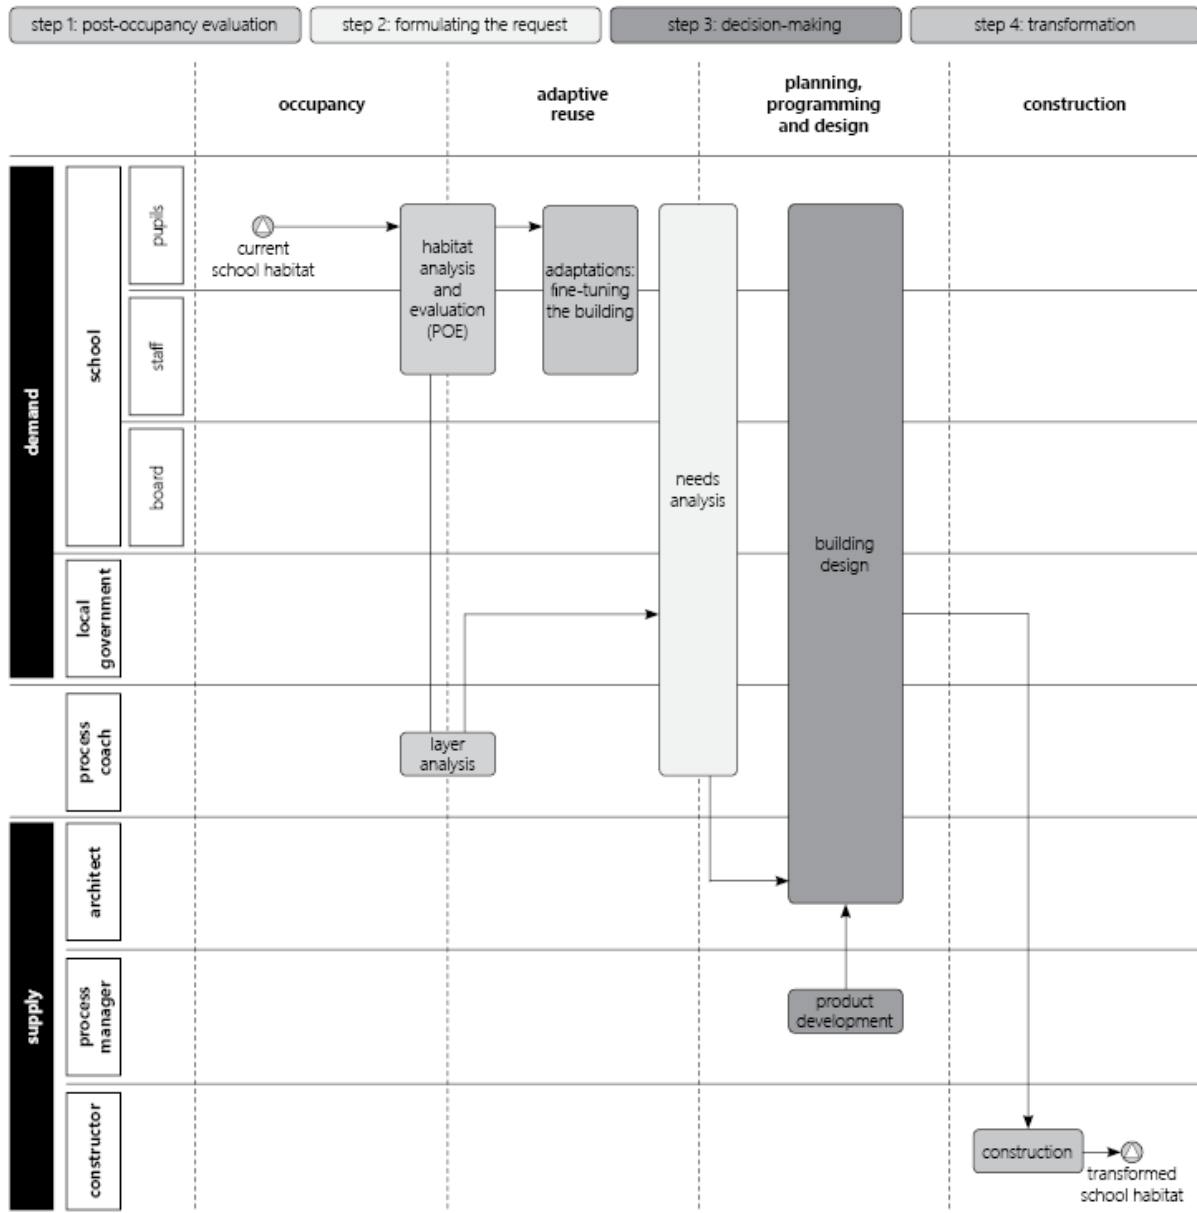 step 1: post-occupancy evaluation
step 2: formulating the request
step 3: decision-making
step 4: transformation
occupancy
adaptive
reuse
planning,
programming
and design
construction
demand
school
pupils
staff
board
local
government
process
coach
supply
architect
process
manager
constructor
current
school habitat
habitat
analysis
and
evaluation
(POE)
adaptations:
fine-tuning
the building
needs
analysis
building
design
layer
analysis
product
development
construction
transformed
school habitat